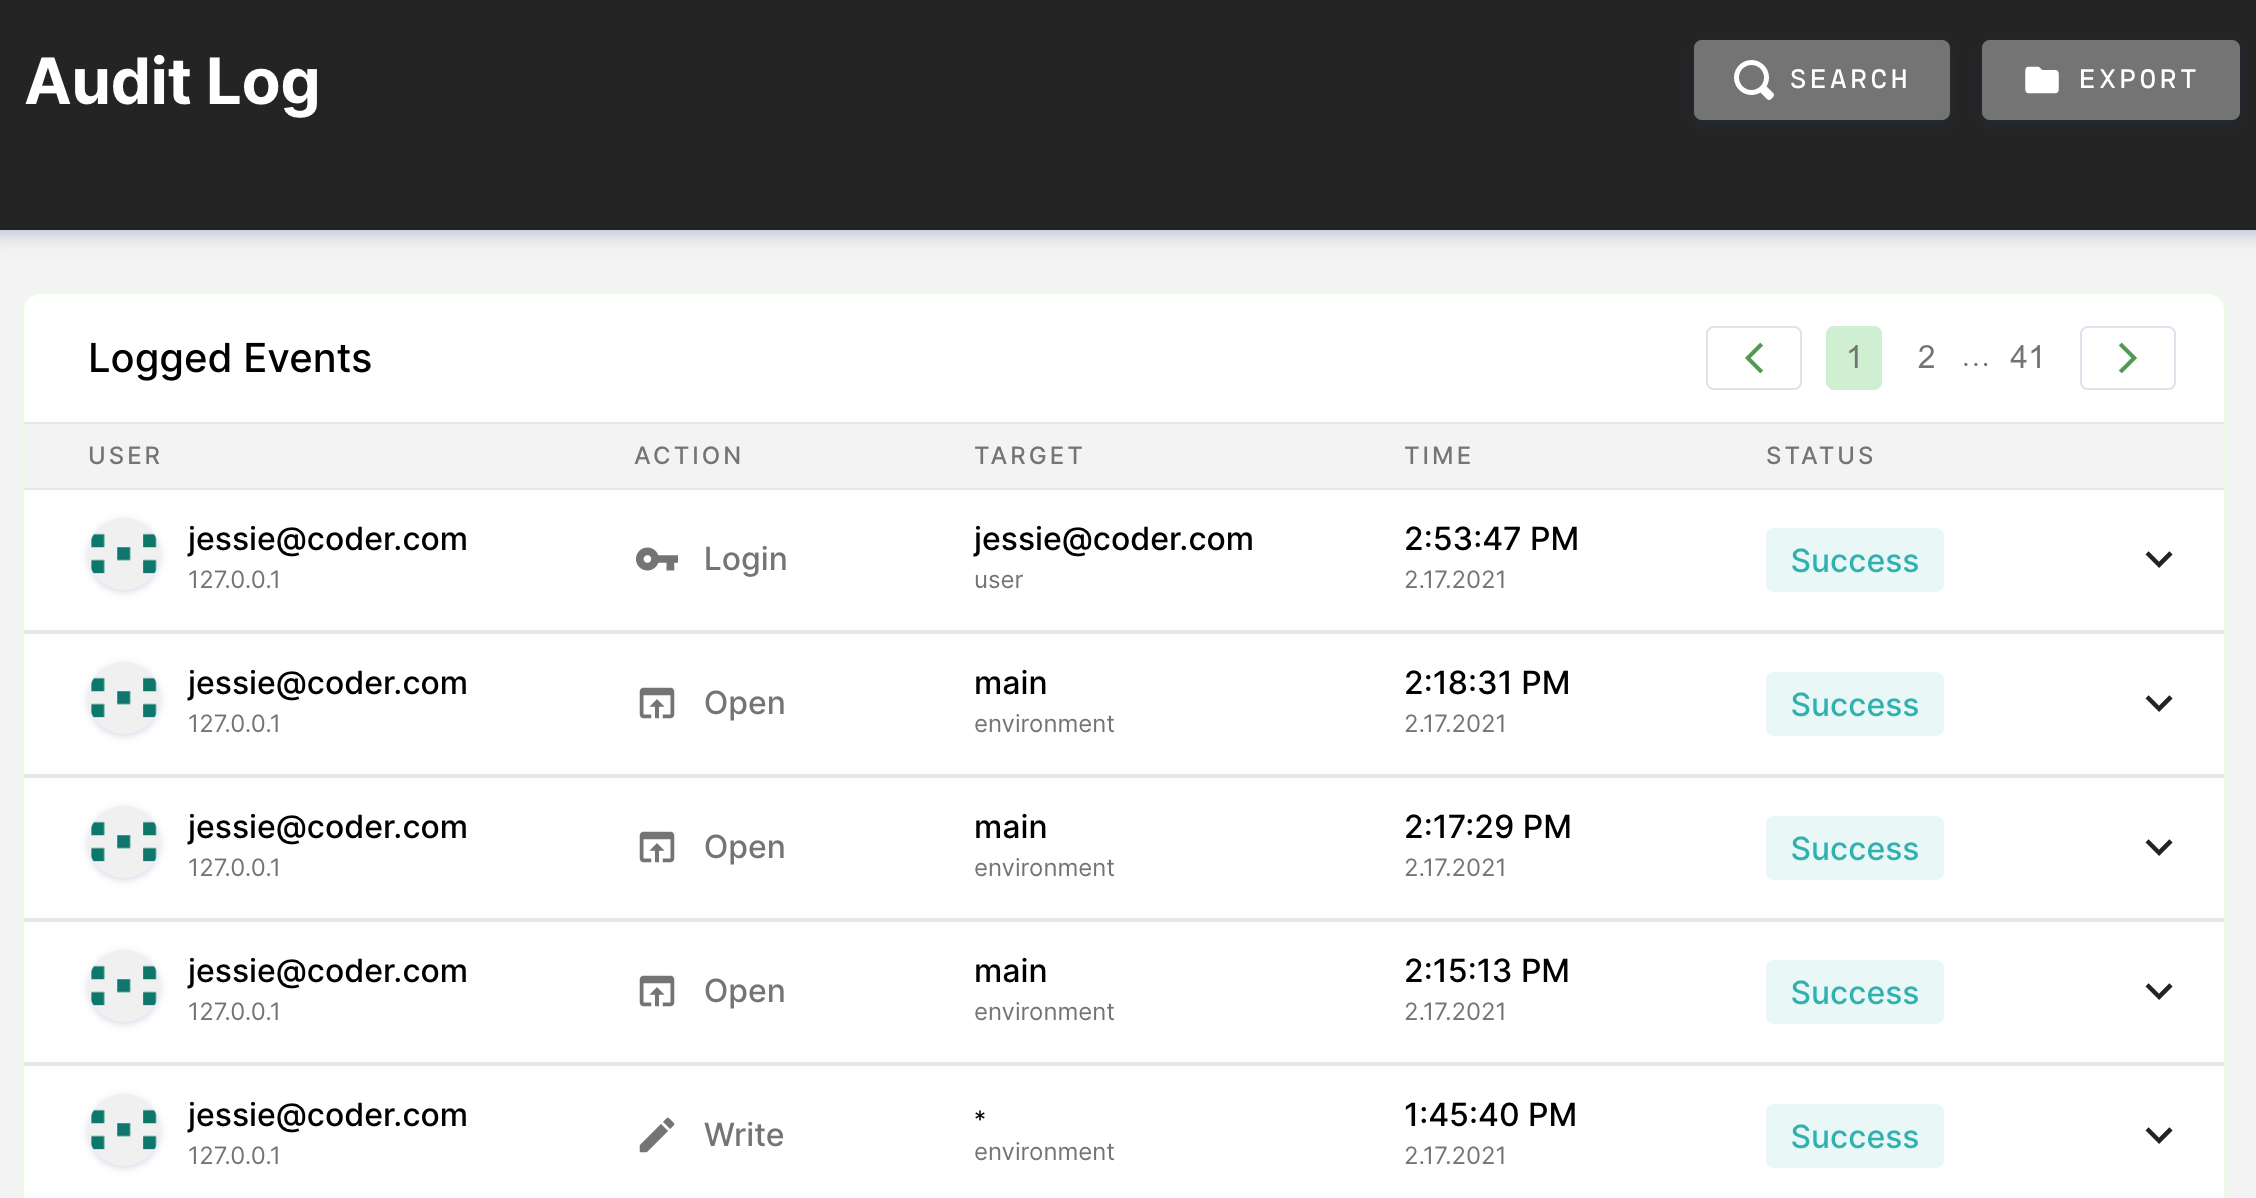 Audit Log
SEARCH EXPORT
Logged Events
1 2 ... 41
USER ACTION TARGET TIME STATUS
jessie@coder.com Login jessie@coder.com 2:53:47 PM Success
127.0.0.1 user 2.17.2021
jessie@coder.com Open main 2:18:31 PM Success
127.0.0.1 environment 2.17.2021
jessie@coder.com Open main 2:17:29 PM Success
127.0.0.1 environment 2.17.2021
jessie@coder.com Open main 2:15:13 PM Success
127.0.0.1 environment 2.17.2021
jessie@coder.com Write * 1:45:40 PM Success
127.0.0.1 environment 2.17.2021